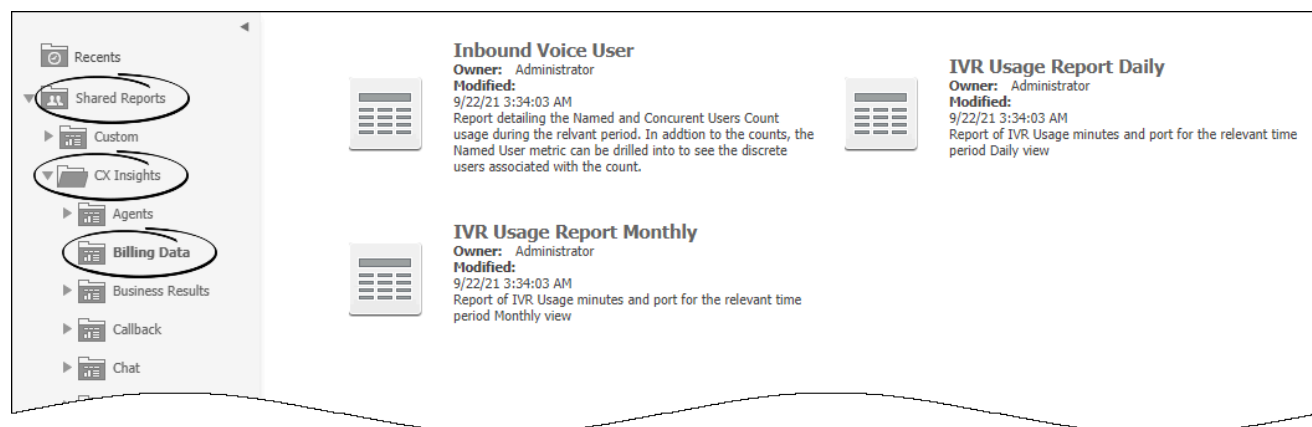 Recents
Shared Reports
Custom
CX Insights
Agents
Billing Data
Business Results
Callback
Chat
Inbound Voice User
Owner: Administrator
Modified:
9/22/21 3:34:03 AM
Report detailing the Named and Concurent Users Count
usage during the relvant period. In addtion to the counts, the
Named User metric can be drilled into to see the discrete
users associated with the count.
IVR Usage Report Daily
Owner: Administrator
Modified:
9/22/21 3:34:03 AM
Report of IVR Usage minutes and port for the relevant time
period Daily view
IVR Usage Report Monthly
Owner: Administrator
Modified:
9/22/21 3:34:03 AM
Report of IVR Usage minutes and port for the relevant time
period Monthly view